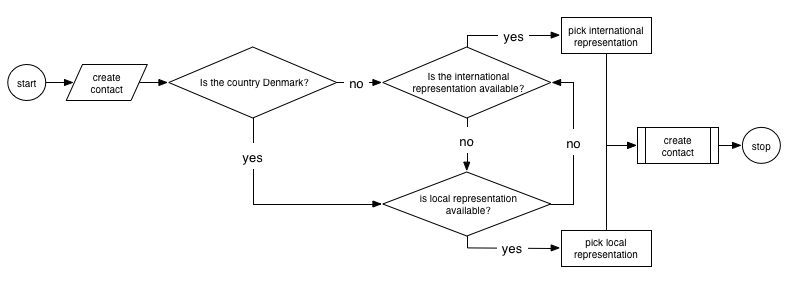 start
create
contact
Is the country Denmark?
no
yes
Is the international
representation available?
yes
no
no
is local representation
available?
yes
pick international
representation
pick local
representation
create
contact
stop